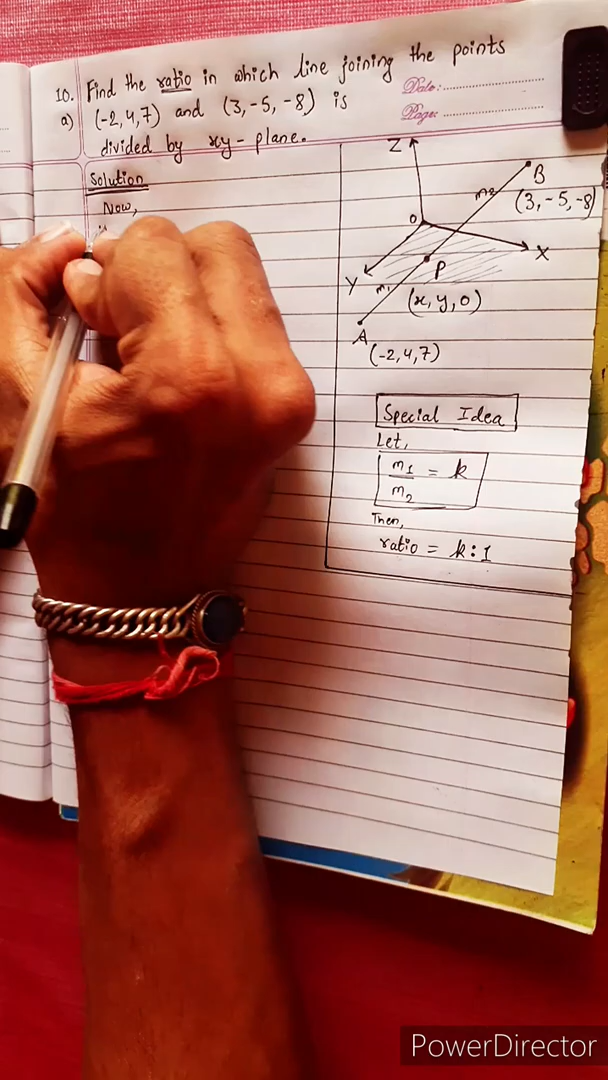 10. Find the ratio in which line joining the points
a) (-2,4,7) and (3,-5,-8) is
divided by xy-plane.
Date:
Page:
Solution
Now,
Z
B
(3,-5,-8)
m2
O
X
Y
P
m1
(x,y,0)
A
(-2,4,7)
Special Idea
Let,
m1/m2 = k
Then,
ratio = k:1
PowerDirector